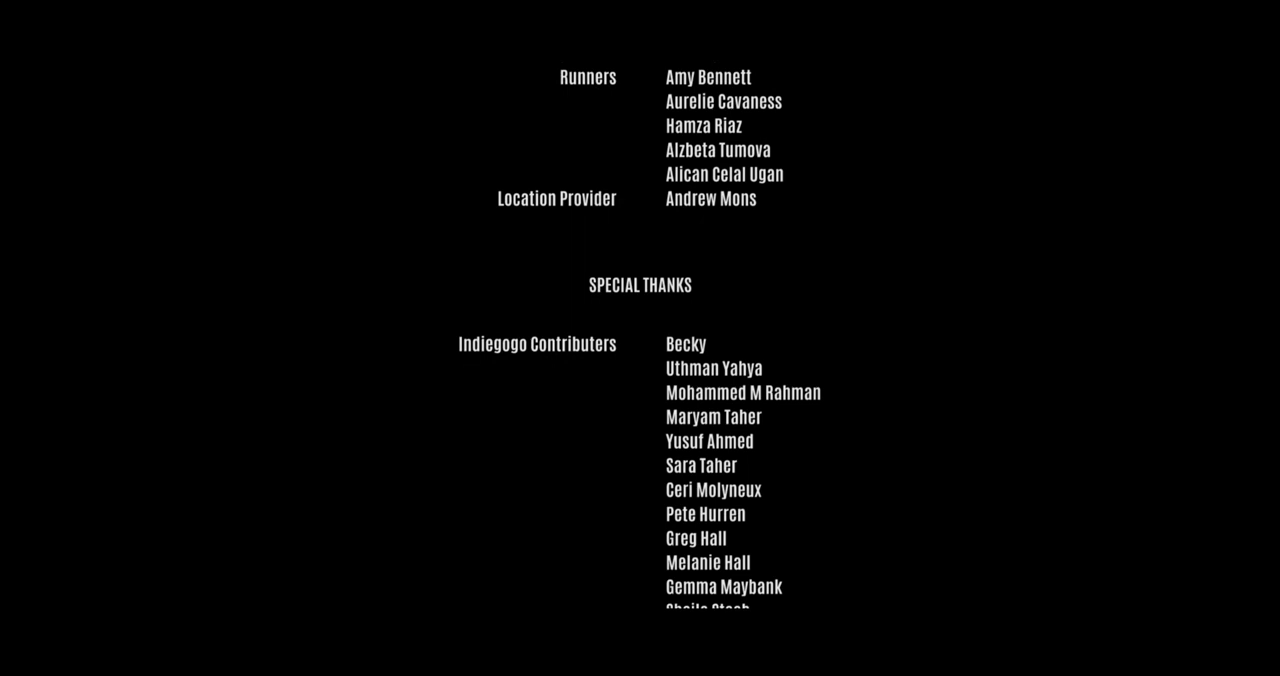 Runners Amy Bennett
Aurelie Cavaness
Hamza Riaz
Alzbeta Tumova
Alican Celal Ugan
Location Provider Andrew Mons
SPECIAL THANKS
Indiegogo Contributers Becky
Uthman Yahya
Mohammed M Rahman
Maryam Taher
Yusuf Ahmed
Sara Taher
Ceri Molyneux
Pete Hurren
Greg Hall
Melanie Hall
Gemma Maybank